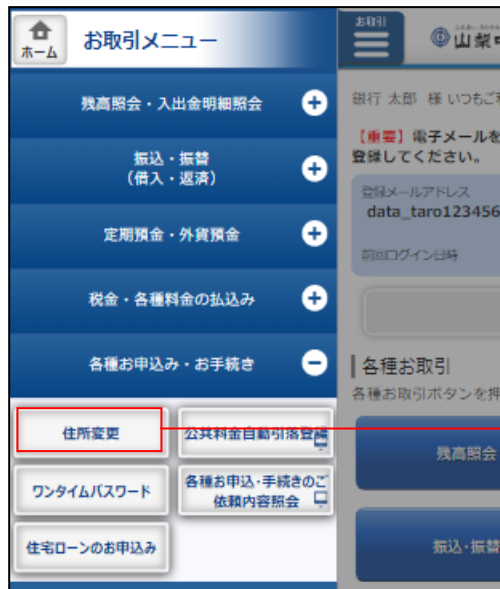 ホーム
お取引メニュー
残高照会・入出金明細照会
振込・振替
（借入・返済）
定期預金・外貨預金
税金・各種料金の払込み
各種お申込み・お手続き
住所変更
公共料金自動引落登録
ワンタイムパスワード
各種お申込・手続きのご
依頼内容照会
住宅ローンのお申込み
お取引
山梨中
銀行 太郎 様 いつもご利
【重要】電子メールを
登録してください。
登録メールアドレス
data_taro123456
前回ログイン日時
各種お取引
各種お取引ボタンを押
残高照会
振込・振替